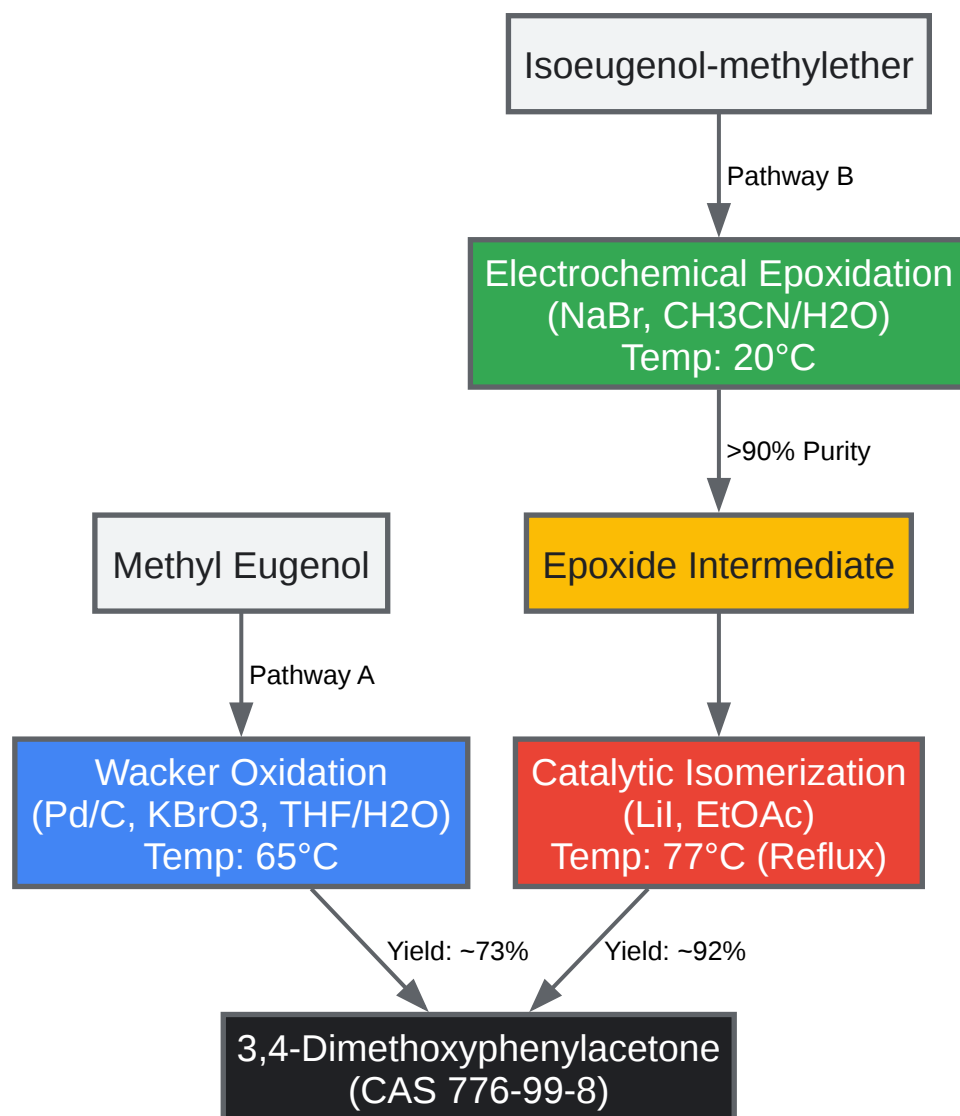 Isoeugenol-methylether
Pathway B
Electrochemical Epoxidation
(NaBr, CH3CN/H2O)
Temp: 20°C
>90% Purity
Methyl Eugenol
Epoxide Intermediate
Pathway A
Wacker Oxidation
(Pd/C, KBrO3, THF/H2O)
Temp: 65°C
Catalytic Isomerization
(LiI, EtOAc)
Temp: 77°C (Reflux)
Yield: ~73%
Yield: ~92%
3,4-Dimethoxyphenylacetone
(CAS 776-99-8)